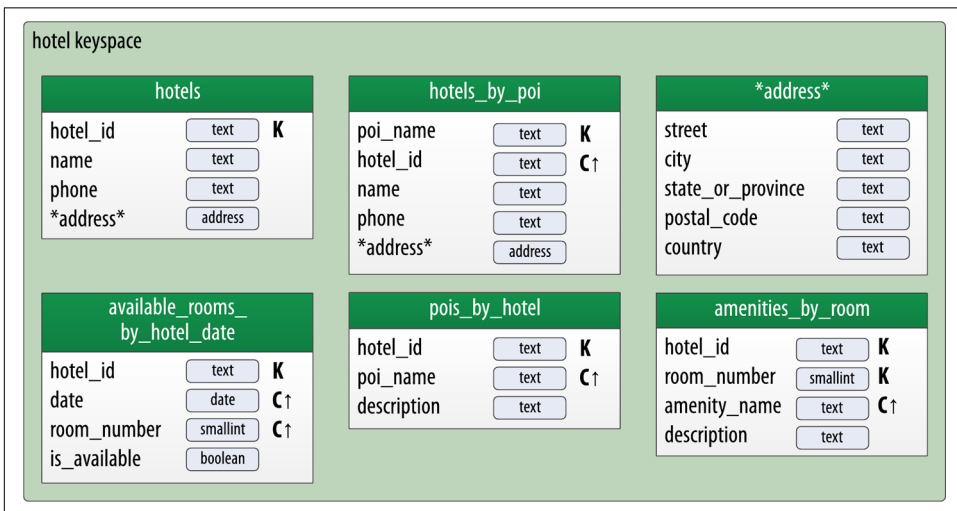 hotel keyspace
hotels
hotel_id text K
name text
phone text
*address* address
hotels_by_poi
poi_name text K
hotel_id text C↑
name text
phone text
*address* address
*address*
street text
city text
state_or_province text
postal_code text
country text
available_rooms_
by_hotel_date
hotel_id text K
date date C↑
room_number smallint C↑
is_available boolean
pois_by_hotel
hotel_id text K
poi_name text C↑
description text
amenities_by_room
hotel_id text K
room_number smallint K
amenity_name text C↑
description text